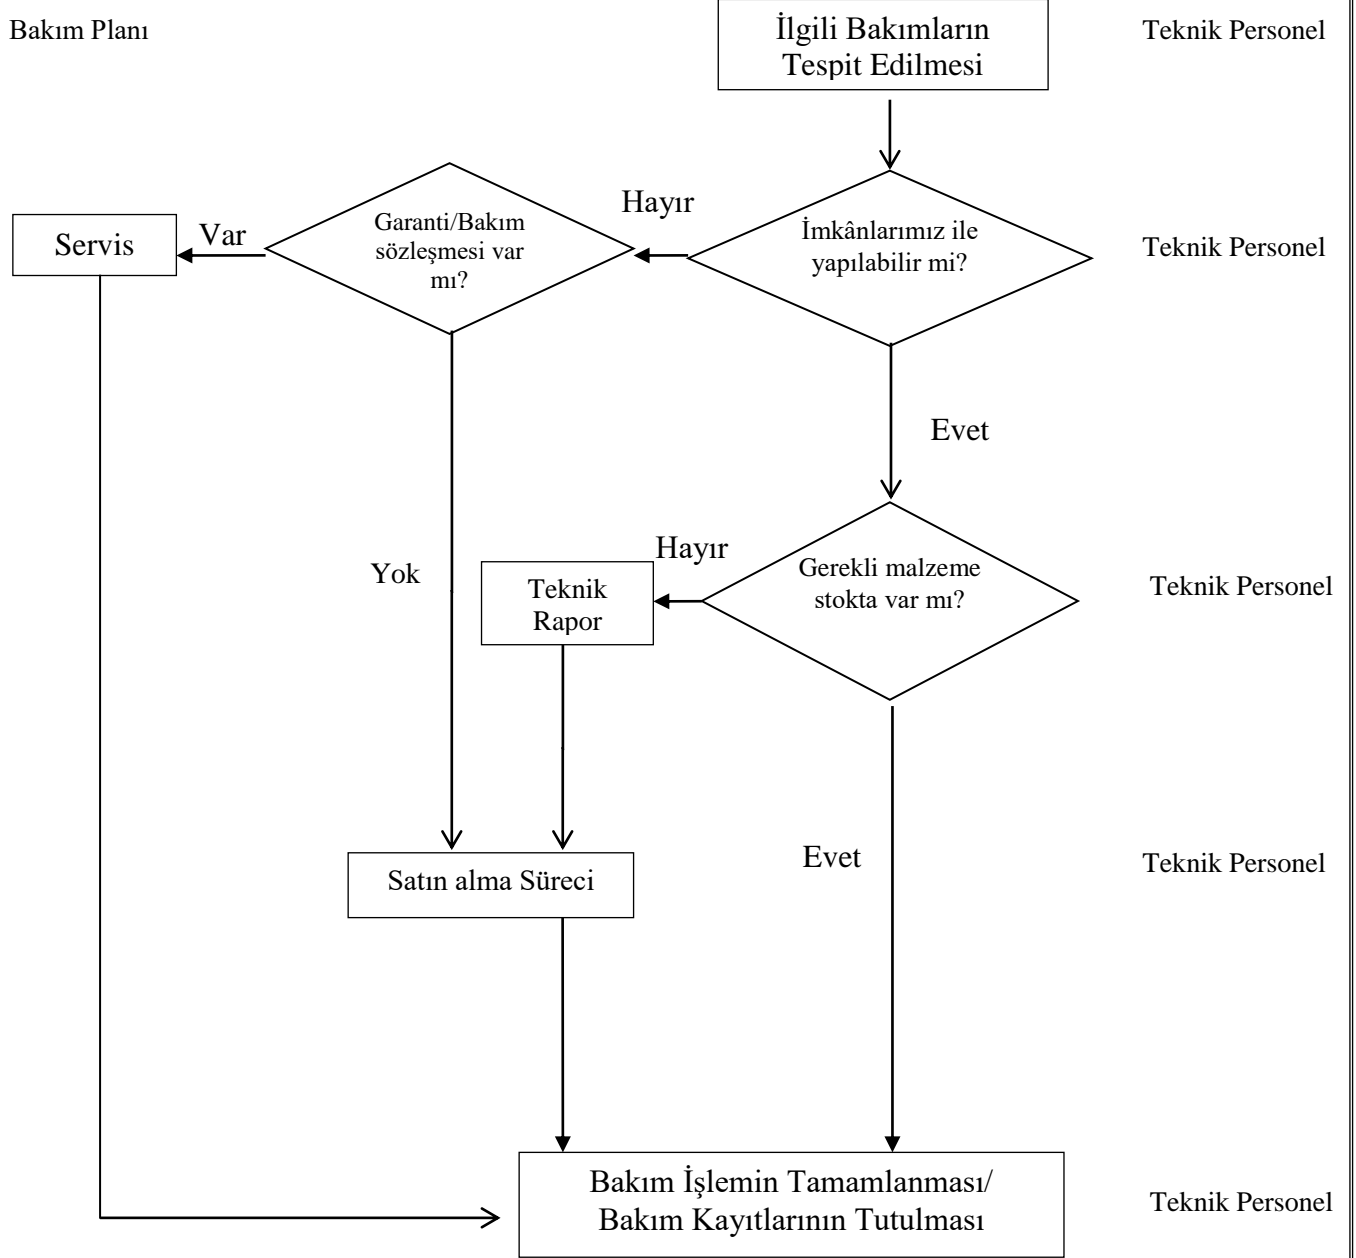 Bakım Planı
İlgili Bakımların
Tespit Edilmesi
Teknik Personel
Servis
Var
Garanti/Bakım
sözleşmesi var
mı?
Hayır
İmkânlarımız ile
yapılabilir mi?
Teknik Personel
Evet
Yok
Teknik
Rapor
Hayır
Gerekli malzeme
stokta var mı?
Teknik Personel
Satın alma Süreci
Evet
Teknik Personel
Bakım İşlemin Tamamlanması/
Bakım Kayıtlarının Tutulması
Teknik Personel